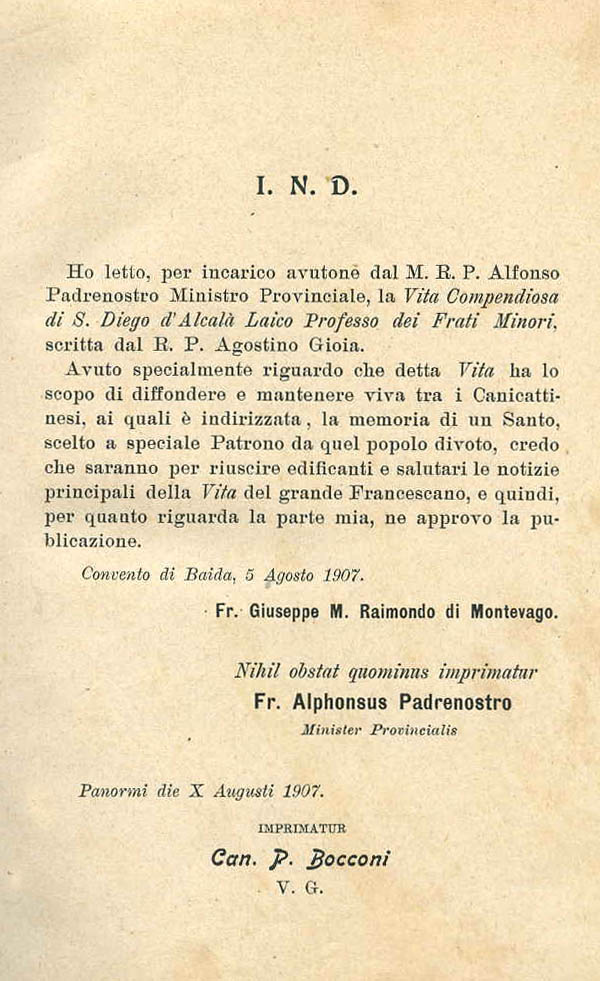 I. N. D.
Ho letto, per incarico avutone dal M. R. P. Alfonso
Padrenostro Ministro Provinciale, la Vita Compendiosa
di S. Diego d'Alcalà Laico Professo dei Frati Minori,
scritta dal R. P. Agostino Gioia.
Avuto specialmente riguardo che detta Vita ha lo
scopo di diffondere e mantenere viva tra i Canicatti-
nesi, ai quali è indirizzata, la memoria di un Santo,
scelto a speciale Patrono da quel popolo divoto, credo
che saranno per riuscire edificanti e salutari le notizie
principali della Vita del grande Francescano, e quindi,
per quanto riguarda la parte mia, ne approvo la pu-
blicazione.
Convento di Baida, 5 Agosto 1907.
Fr. Giuseppe M. Raimondo di Montevago.
Nihil obstat quominus imprimatur
Fr. Alphonsus Padrenostro
Minister Provincialis
Panormi die X Augusti 1907.
IMPRIMATUR
Can. P. Bocconi
V. G.